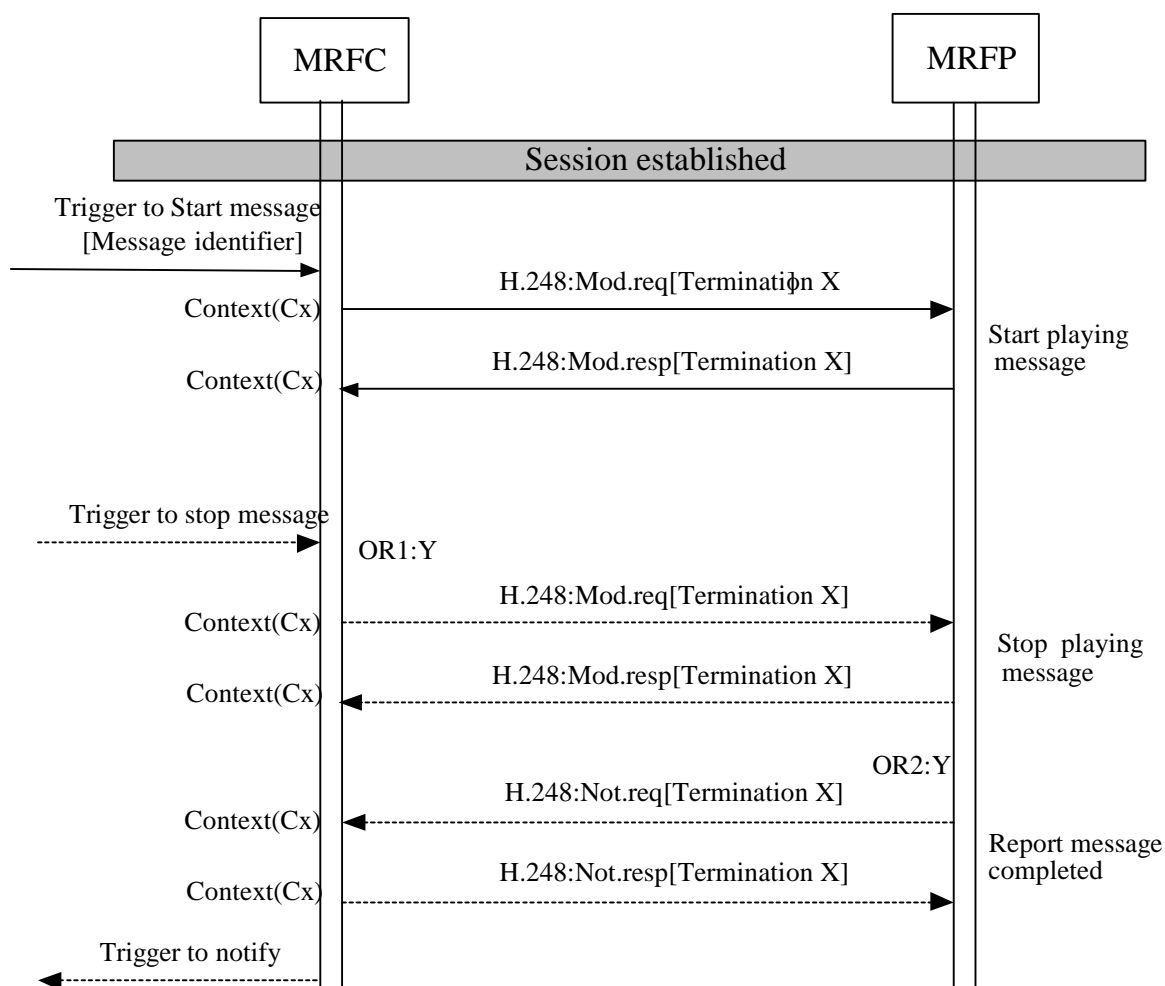 MRFC
MRFP
Session established
Trigger to Start message
[Message identifier]
H.248:Mod.req[Termination X
Context(Cx)
Start playing
message
H.248:Mod.resp[Termination X]
Context(Cx)
Trigger to stop message
OR1:Y
H.248:Mod.req[Termination X]
Context(Cx)
Stop playing
message
H.248:Mod.resp[Termination X]
Context(Cx)
OR2:Y
H.248:Not.req[Termination X]
Context(Cx)
Report message
completed
H.248:Not.resp[Termination X]
Context(Cx)
Trigger to notify